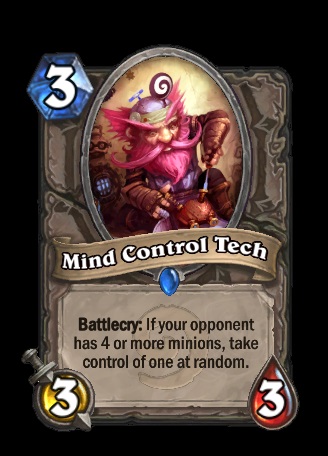 3
Mind Control Tech
Battlecry: If your opponent
has 4 or more minions, take
control of one at random.
3
3